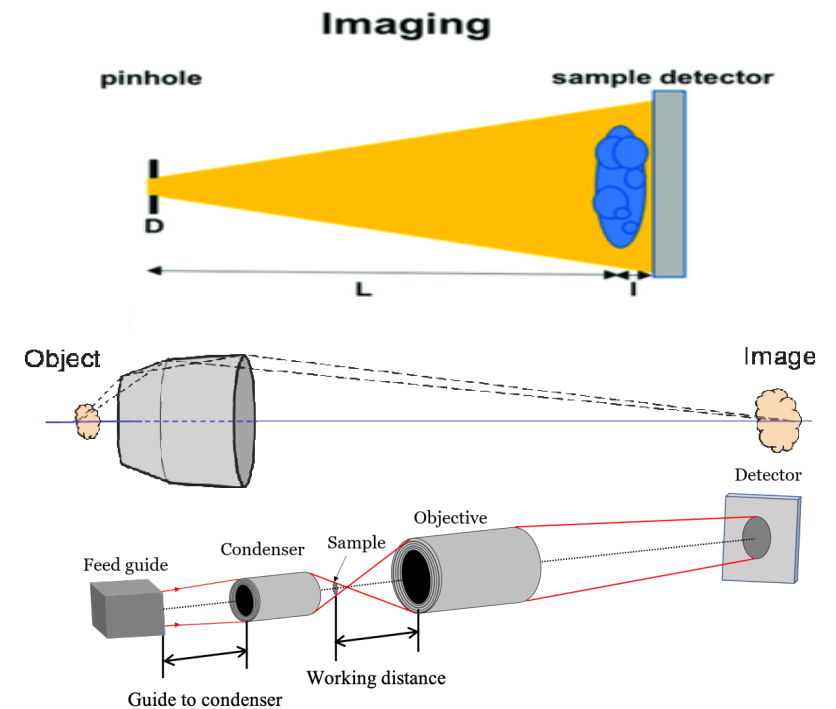 Imaging
pinhole
sample detector
D
L
l
Object
Image
Detector
Objective
Sample
Condenser
Feed guide
Working distance
Guide to condenser